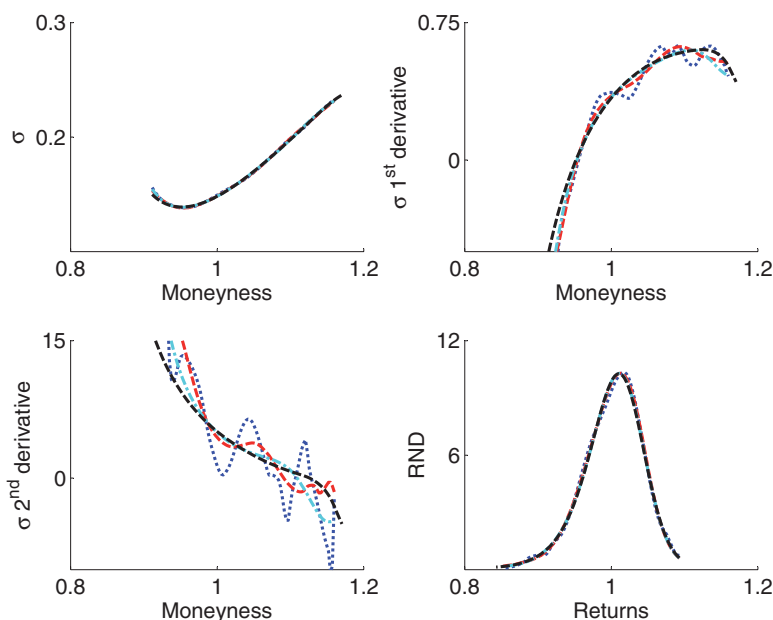 0.3
0.2
σ
0.8
1
1.2
Moneyness
0.75
0
σ 1st derivative
0.8
1
1.2
Moneyness
15
0
σ 2nd derivative
0.8
1
1.2
Moneyness
12
6
RND
0.8
1
1.2
Returns